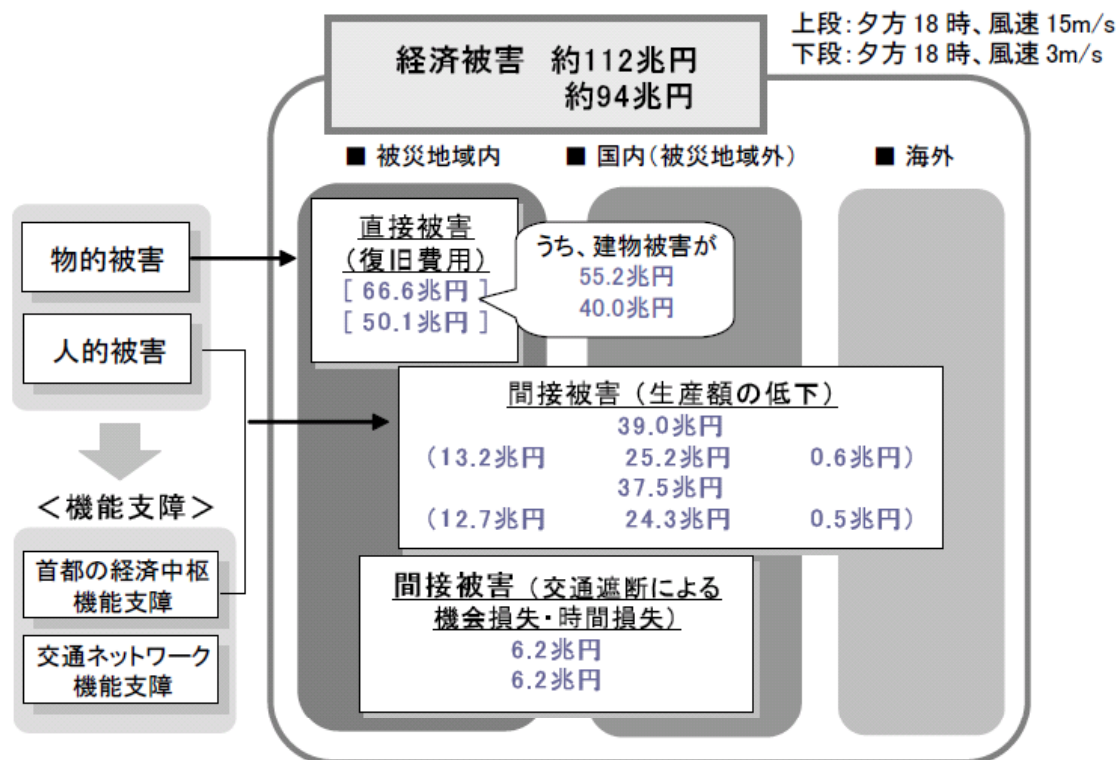 上段:夕方 18 時、風速 15m/s
下段:夕方 18 時、風速 3m/s
経済被害 約112兆円
約94兆円
■ 被災地域内
■ 国内(被災地域外)
■ 海外
物的被害
人的被害
<機能支障>
首都の経済中枢
機能支障
交通ネットワーク
機能支障
直接被害
(復旧費用)
[ 66.6兆円 ]
[ 50.1兆円 ]
うち、建物被害が
55.2兆円
40.0兆円
間接被害(生産額の低下)
39.0兆円
(13.2兆円 25.2兆円 0.6兆円)
37.5兆円
(12.7兆円 24.3兆円 0.5兆円)
間接被害(交通遮断による
機会損失・時間損失)
6.2兆円
6.2兆円